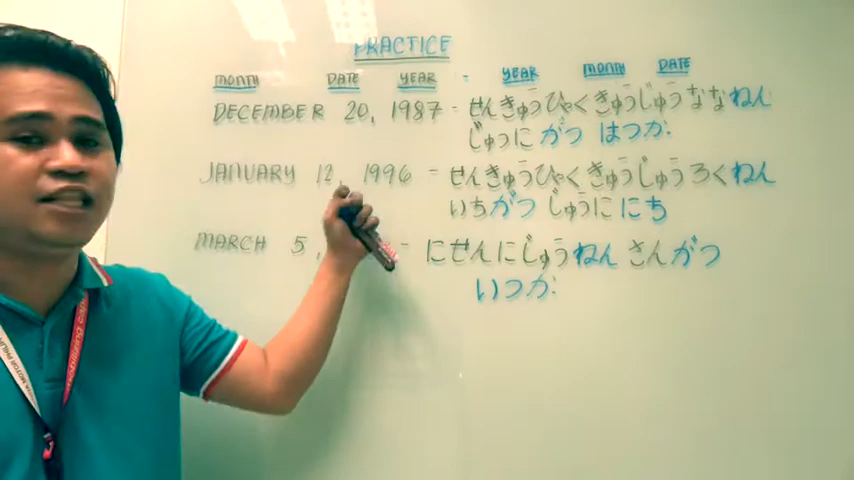 PRACTICE
MONTH DATE YEAR = YEAR MONTH DATE
DECEMBER 20, 1987 = せんきゅうひゃくきゅうじゅうななねん
じゅうに がつ はつか.
JANUARY 12, 1996 = せんきゅうひゃくきゅうじゅうろくねん
いちがつ じゅうに にち
MARCH 5, = にせんにじゅうねん さんがつ
いつか.